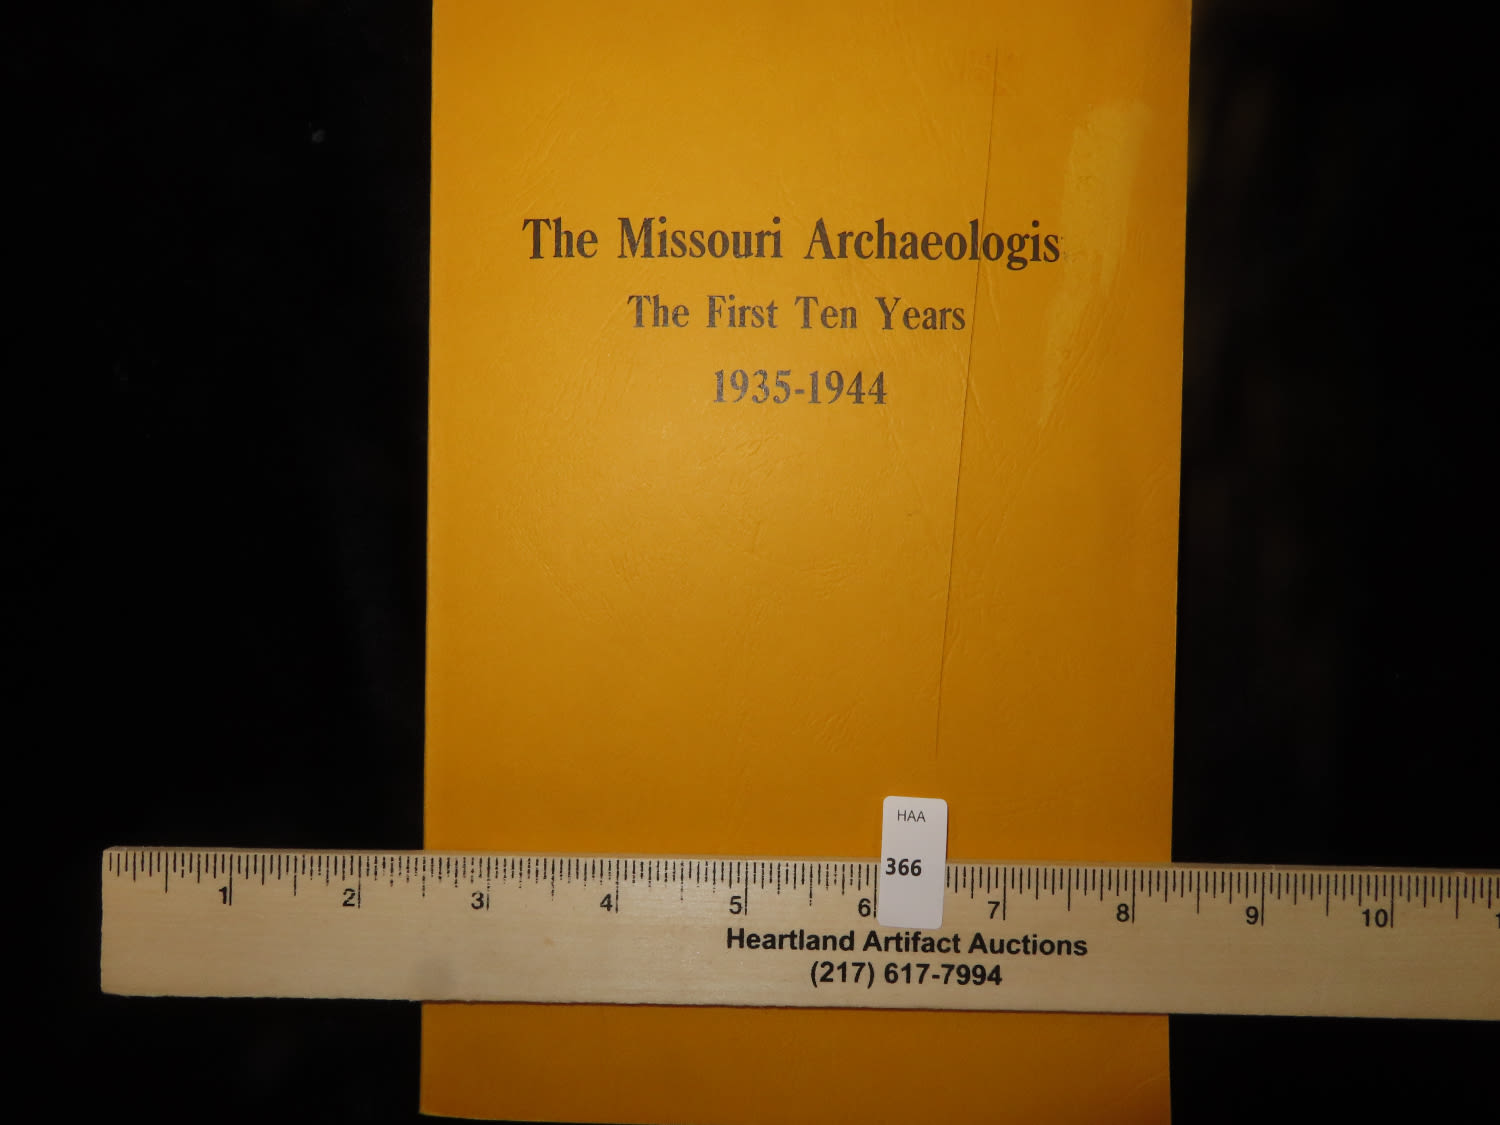 The Missouri Archaeologis
The First Ten Years
1935-1944
HAA
366
1 2 3 4 5 6 7 8 9 10
Heartland Artifact Auctions
(217) 617-7994